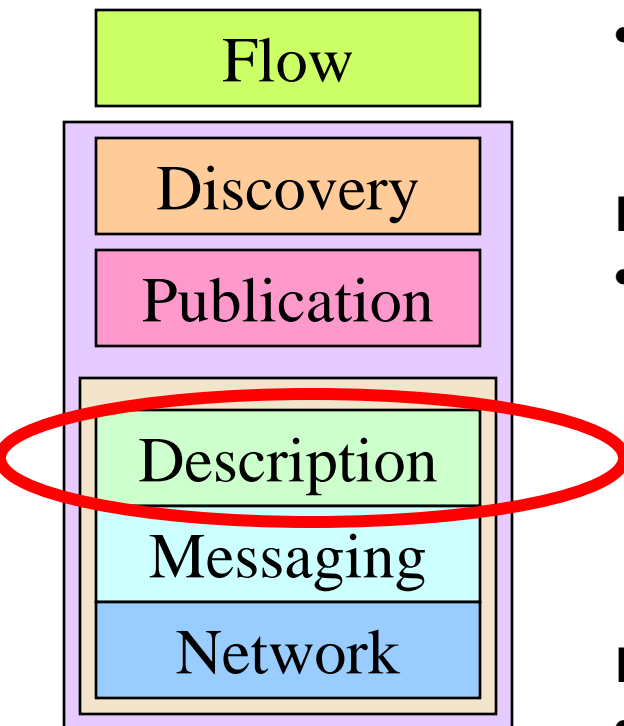 Flow
Discovery
Publication
Description
Messaging
Network